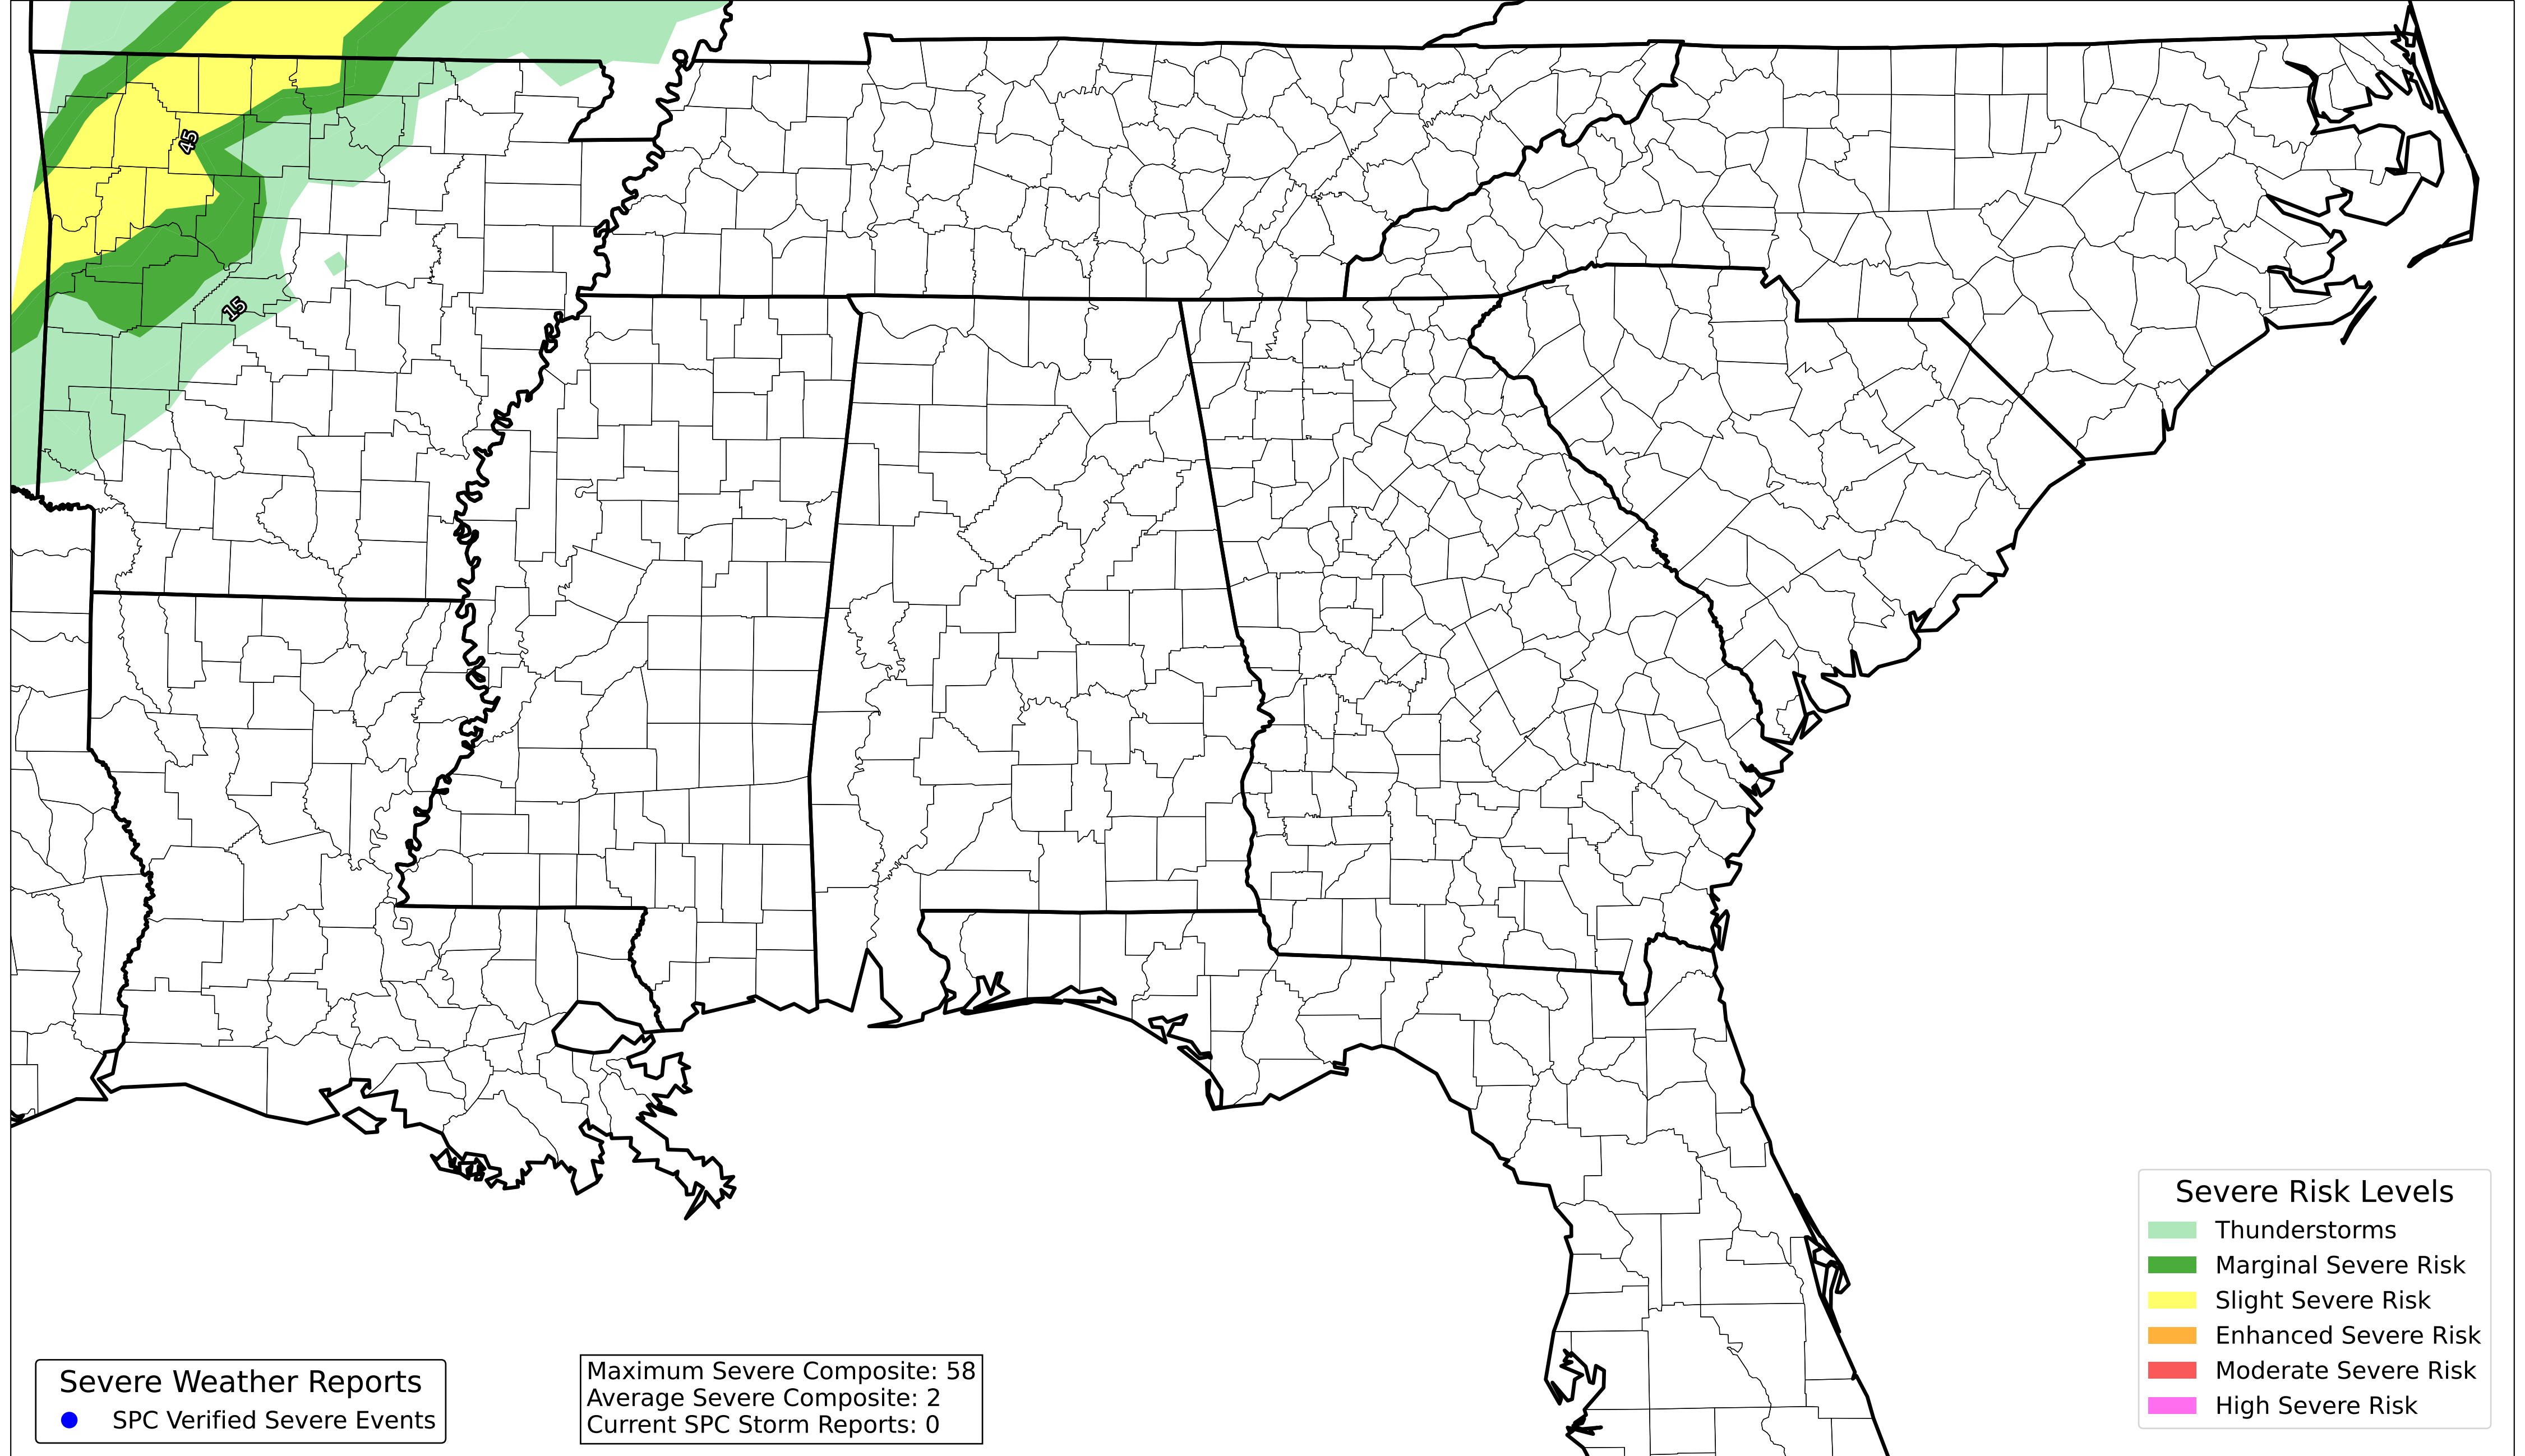 45
15
Severe Risk Levels
Thunderstorms
Marginal Severe Risk
Slight Severe Risk
Enhanced Severe Risk
Moderate Severe Risk
High Severe Risk
Severe Weather Reports
SPC Verified Severe Events
Maximum Severe Composite: 58
Average Severe Composite: 2
Current SPC Storm Reports: 0